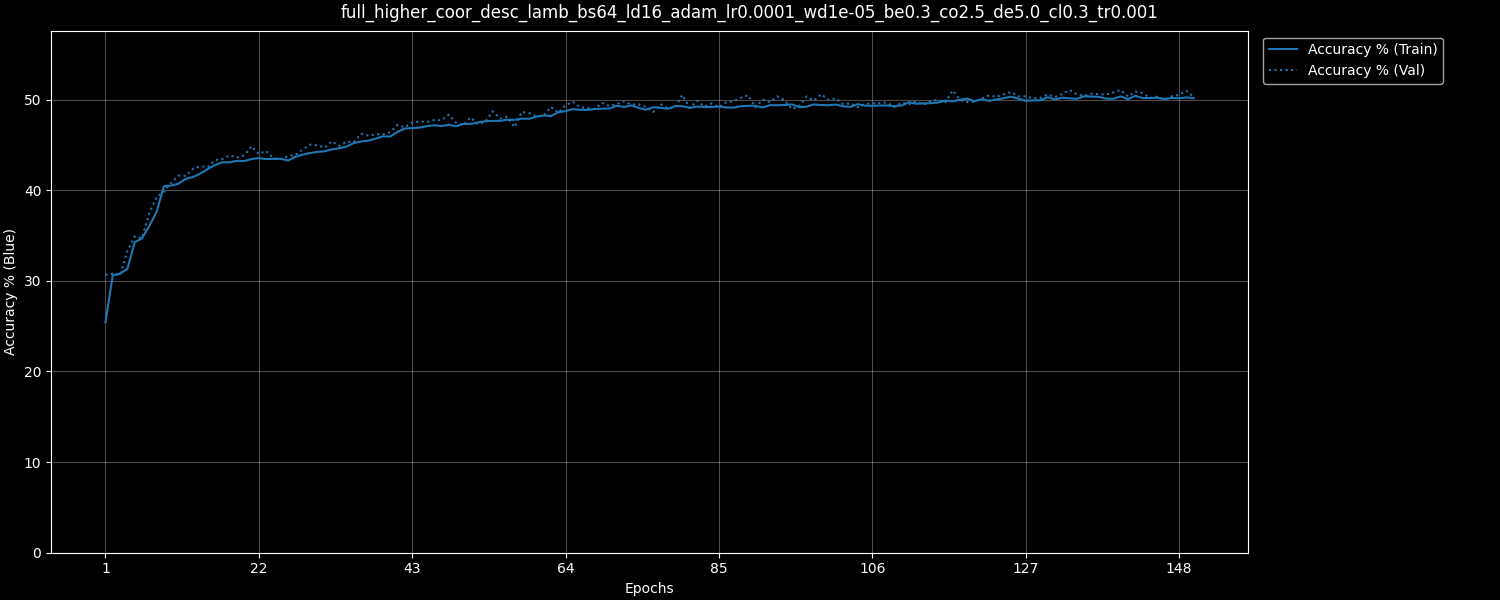 full_higher_coor_desc_lamb_bs64_ld16_adam_lr0.0001_wd1e-05_be0.3_co2.5_de5.0_cl0.3_tr0.001
Accuracy % (Train)
Accuracy % (Val)
Accuracy % (Blue)
50
40
30
20
10
0
1 22 43 64 85 106 127 148
Epochs